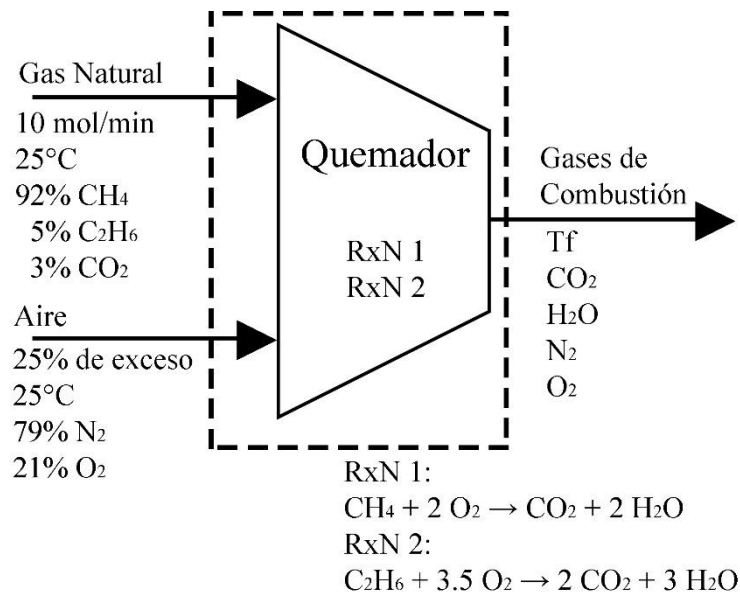 Gas Natural
10 mol/min
25°C
92% CH₄
5% C₂H₆
3% CO₂
Aire
25% de exceso
25°C
79% N₂
21% O₂
Quemador
RxN 1
RxN 2
Gases de
Combustión
Tf
CO₂
H₂O
N₂
O₂
RxN 1:
CH₄ + 2 O₂ → CO₂ + 2 H₂O
RxN 2:
C₂H₆ + 3.5 O₂ → 2 CO₂ + 3 H₂O